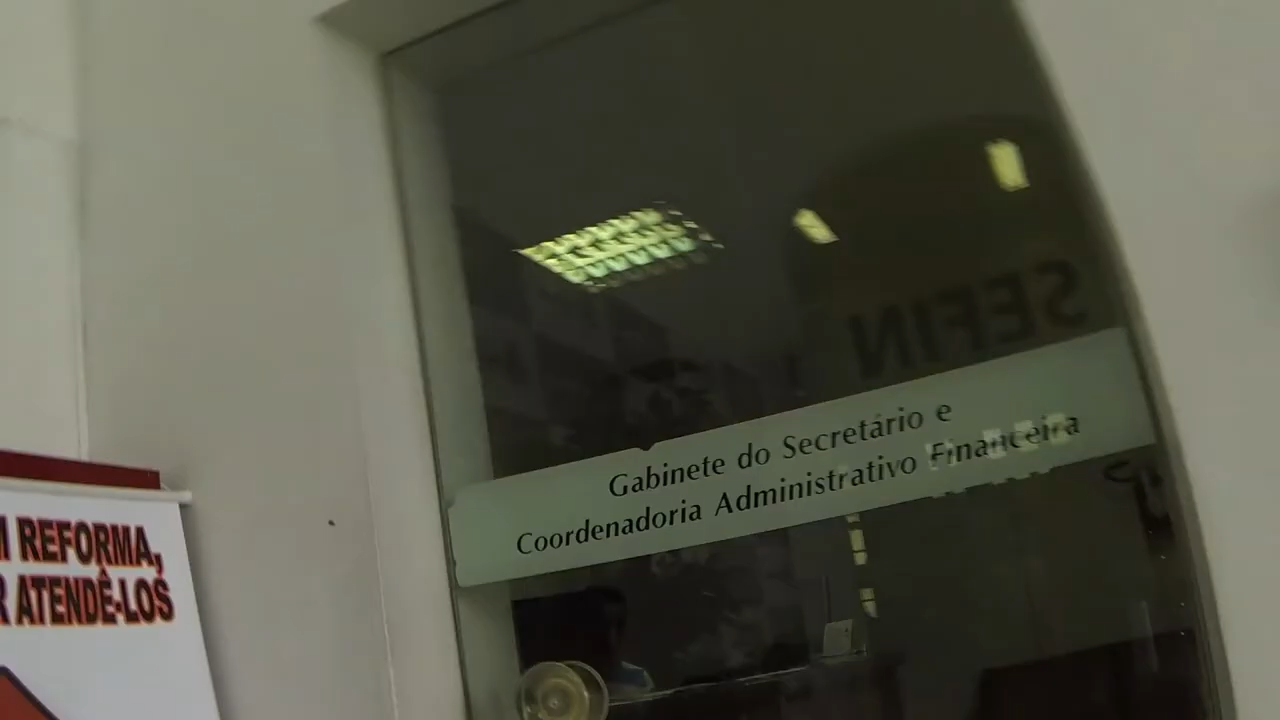 SEFIN
Gabinete do Secretário e
Coordenadoria Administrativo Financeira
REFORMA,
ATENDÊ-LOS